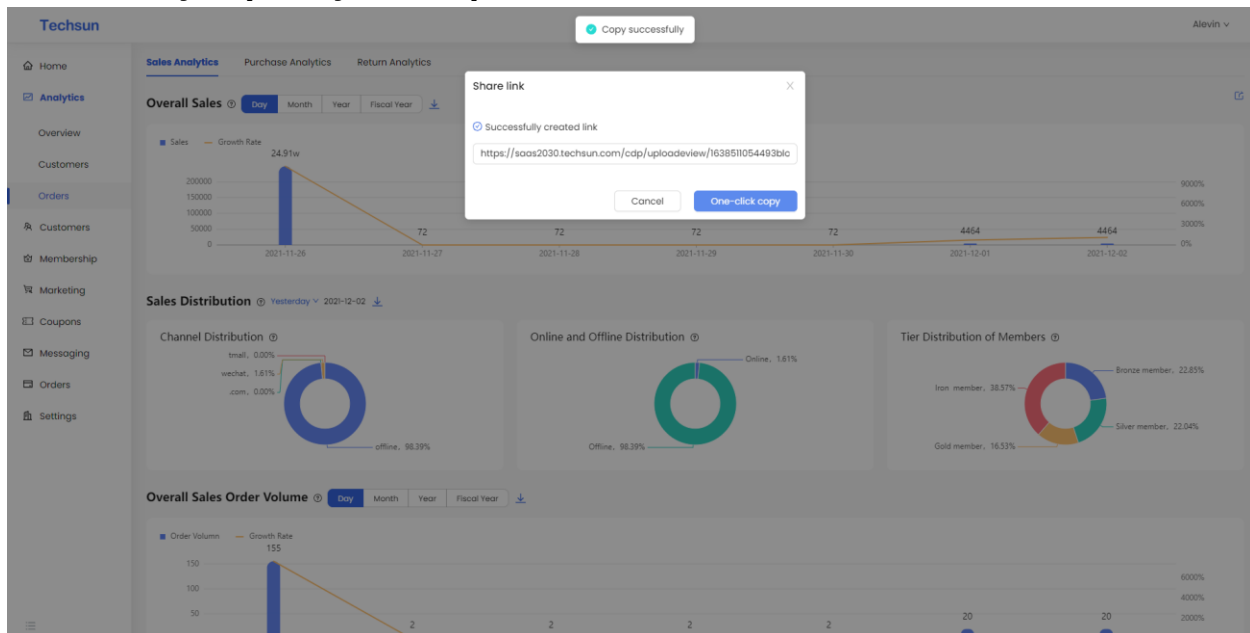 Techsun
Copy successfully
Alevin
Home
Analytics
Overview
Customers
Orders
Customers
Membership
Marketing
Coupons
Messaging
Orders
Settings
Sales Analytics Purchase Analytics Return Analytics
Overall Sales Day Month Year Fiscal Year
Share link
Successfully created link
https://saas2030.techsun.com/cdp/uploadeview/1638511054493blc
Cancel One-click copy
Sales Growth Rate
24.91w
200000 9000%
150000 6000%
100000 3000%
50000 72 72 72 72 4464 4464
0 0%
2021-11-26 2021-11-27 2021-11-28 2021-11-29 2021-11-30 2021-12-01 2021-12-02
Sales Distribution Yesterday 2021-12-02
Channel Distribution
tmall, 0.00%
wechat, 1.61%
.com, 0.00%
offline, 98.39%
Online and Offline Distribution
Online, 1.61%
Offline, 98.39%
Tier Distribution of Members
Bronze member, 22.85%
Iron member, 38.57%
Silver member, 22.04%
Gold member, 16.53%
Overall Sales Order Volume Day Month Year Fiscal Year
Order Volumn Growth Rate
155
150 6000%
100 4000%
50 2000%
2 2 2 2 20 20